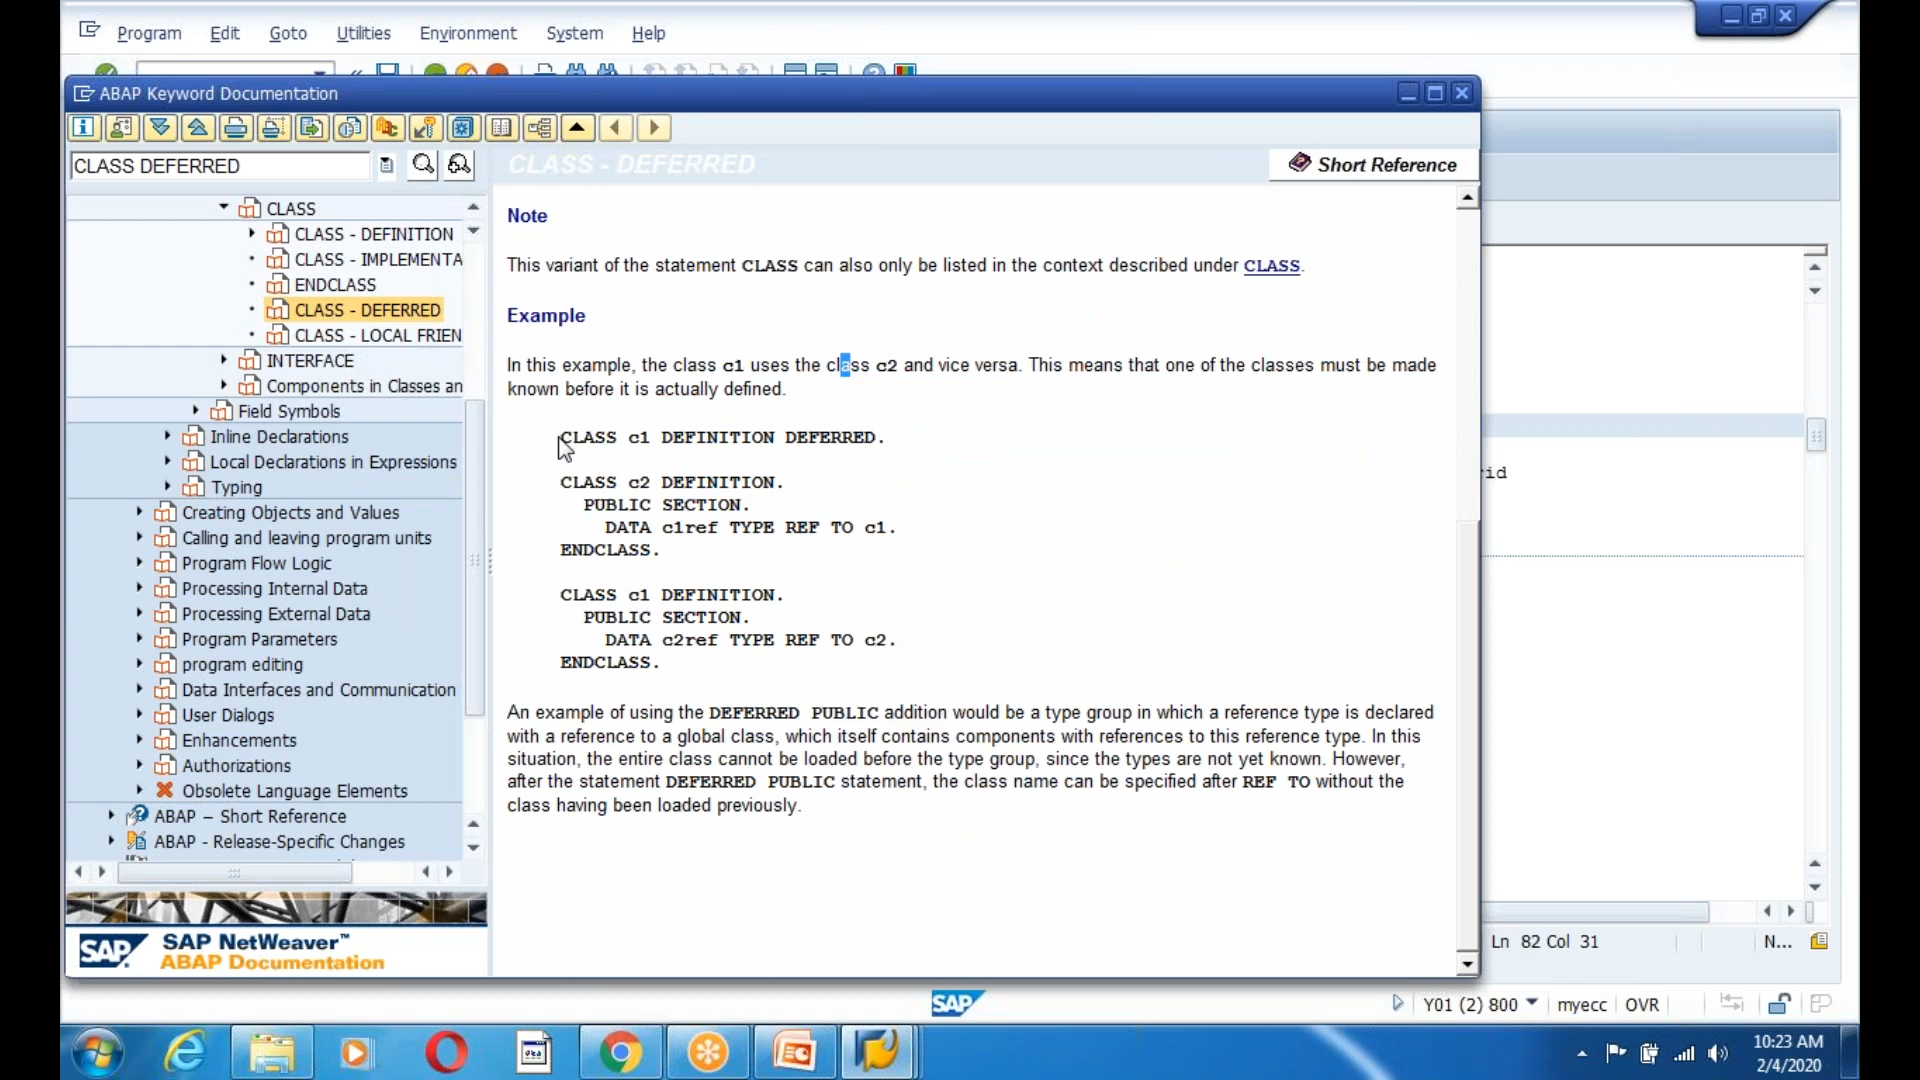 Program Edit Goto Utilities Environment System Help
ABAP Keyword Documentation
CLASS DEFERRED
CLASS - DEFERRED
Short Reference
CLASS
CLASS - DEFINITION
CLASS - IMPLEMENTA
ENDCLASS
CLASS - DEFERRED
CLASS - LOCAL FRIEN
INTERFACE
Components in Classes an
Field Symbols
Inline Declarations
Local Declarations in Expressions
Typing
Creating Objects and Values
Calling and leaving program units
Program Flow Logic
Processing Internal Data
Processing External Data
Program Parameters
program editing
Data Interfaces and Communication
User Dialogs
Enhancements
Authorizations
Obsolete Language Elements
ABAP – Short Reference
ABAP - Release-Specific Changes
SAP SAP NetWeaver™
ABAP Documentation
Note
This variant of the statement CLASS can also only be listed in the context described under CLASS.
Example
In this example, the class c1 uses the class c2 and vice versa. This means that one of the classes must be made
known before it is actually defined.
CLASS c1 DEFINITION DEFERRED.
CLASS c2 DEFINITION.
PUBLIC SECTION.
DATA c1ref TYPE REF TO c1.
ENDCLASS.
CLASS c1 DEFINITION.
PUBLIC SECTION.
DATA c2ref TYPE REF TO c2.
ENDCLASS.
An example of using the DEFERRED PUBLIC addition would be a type group in which a reference type is declared
with a reference to a global class, which itself contains components with references to this reference type. In this
situation, the entire class cannot be loaded before the type group, since the types are not yet known. However,
after the statement DEFERRED PUBLIC statement, the class name can be specified after REF TO without the
class having been loaded previously.
id
Ln 82 Col 31 N...
SAP
Y01 (2) 800 myecc OVR
10:23 AM
2/4/2020